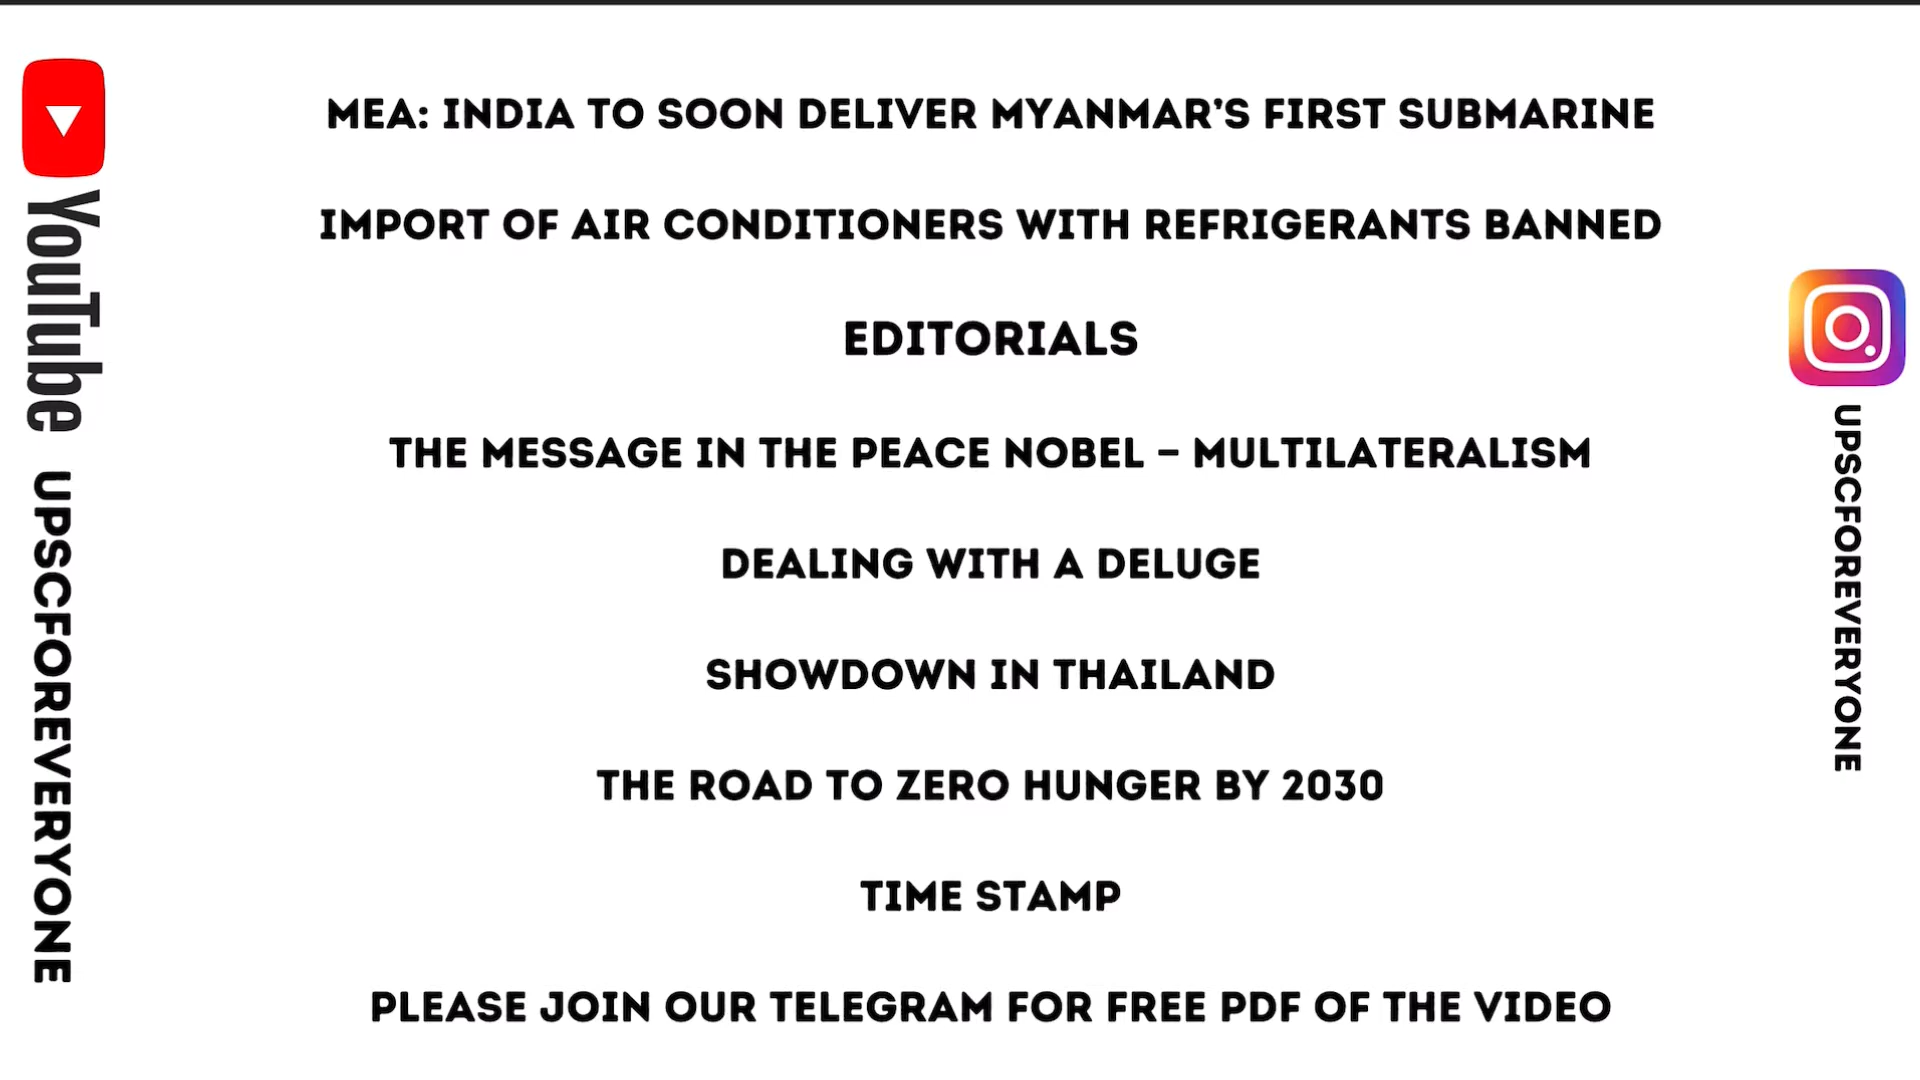 MEA: INDIA TO SOON DELIVER MYANMAR’S FIRST SUBMARINE
IMPORT OF AIR CONDITIONERS WITH REFRIGERANTS BANNED
EDITORIALS
THE MESSAGE IN THE PEACE NOBEL – MULTILATERALISM
DEALING WITH A DELUGE
SHOWDOWN IN THAILAND
THE ROAD TO ZERO HUNGER BY 2030
TIME STAMP
PLEASE JOIN OUR TELEGRAM FOR FREE PDF OF THE VIDEO
YouTube UPSCFOREVERYONE
UPSCFOREVERYONE